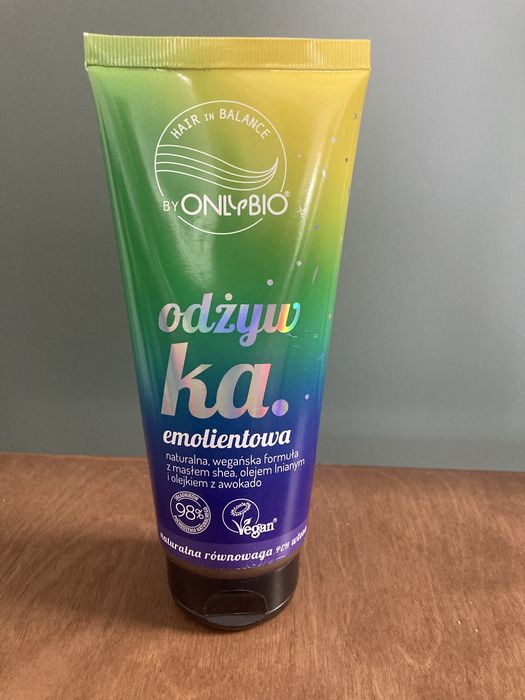 HAIR in BALANCE
BY ONLYBIO®
odżyw
ka.
emolientowa
naturalna, wegańska formuła
z masłem shea, olejem lnianym
i olejkiem z awokado
98%
Vegan®
naturalna równowaga PEH